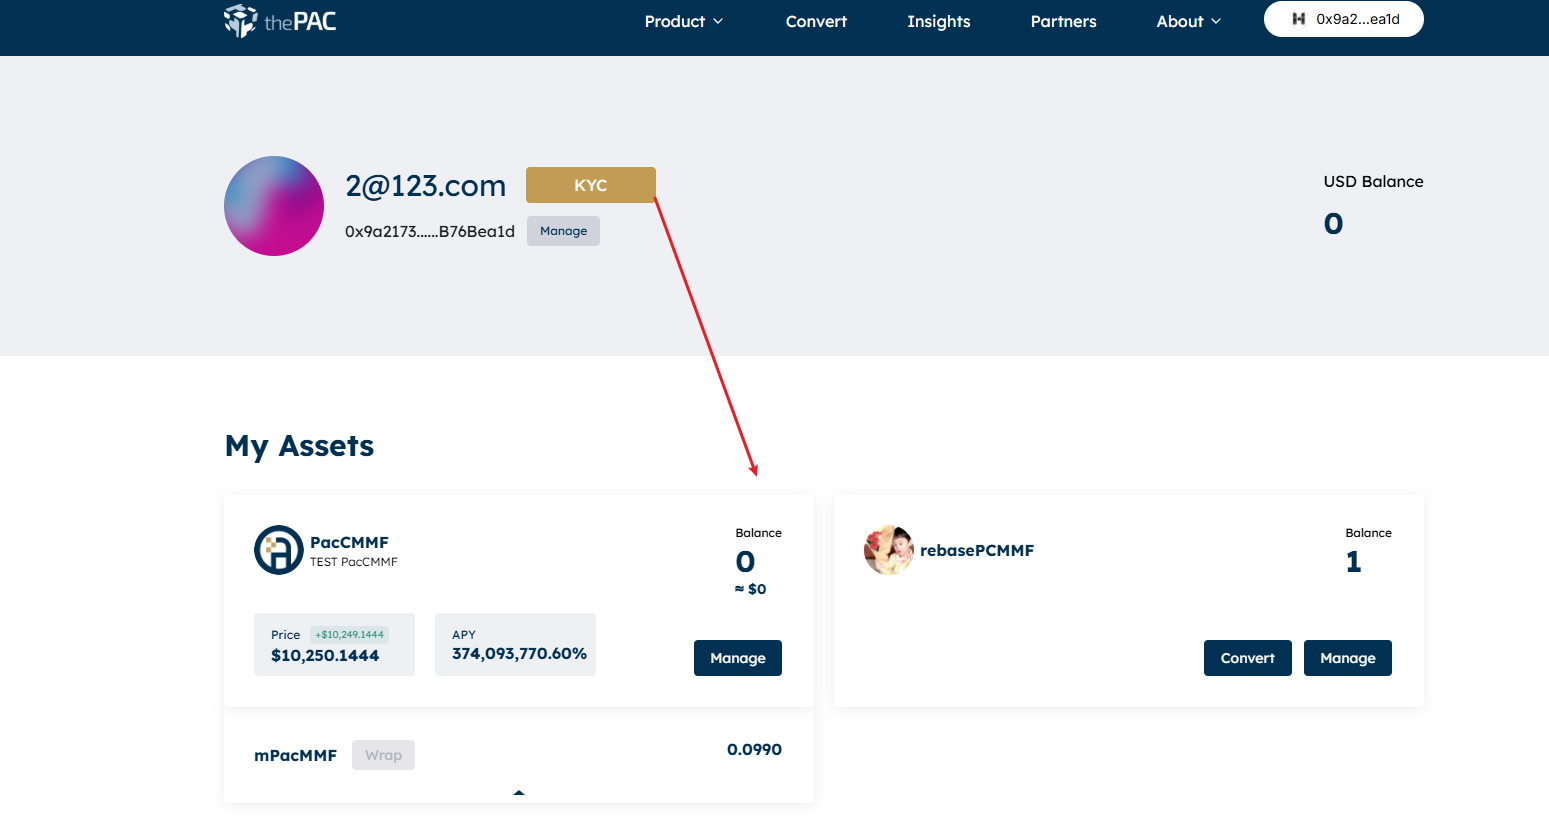 thePAC
Product
Convert
Insights
Partners
About
0x9a2...ea1d
2@123.com
KYC
0x9a2173......B76Bea1d
Manage
USD Balance
0
My Assets
PacCMMF
TEST PacCMMF
Balance
0
≈ $0
Price +$10,249.1444
$10,250.1444
APY
374,093,770.60%
Manage
mPacMMF
Wrap
0.0990
rebasePCMMF
Balance
1
Convert
Manage